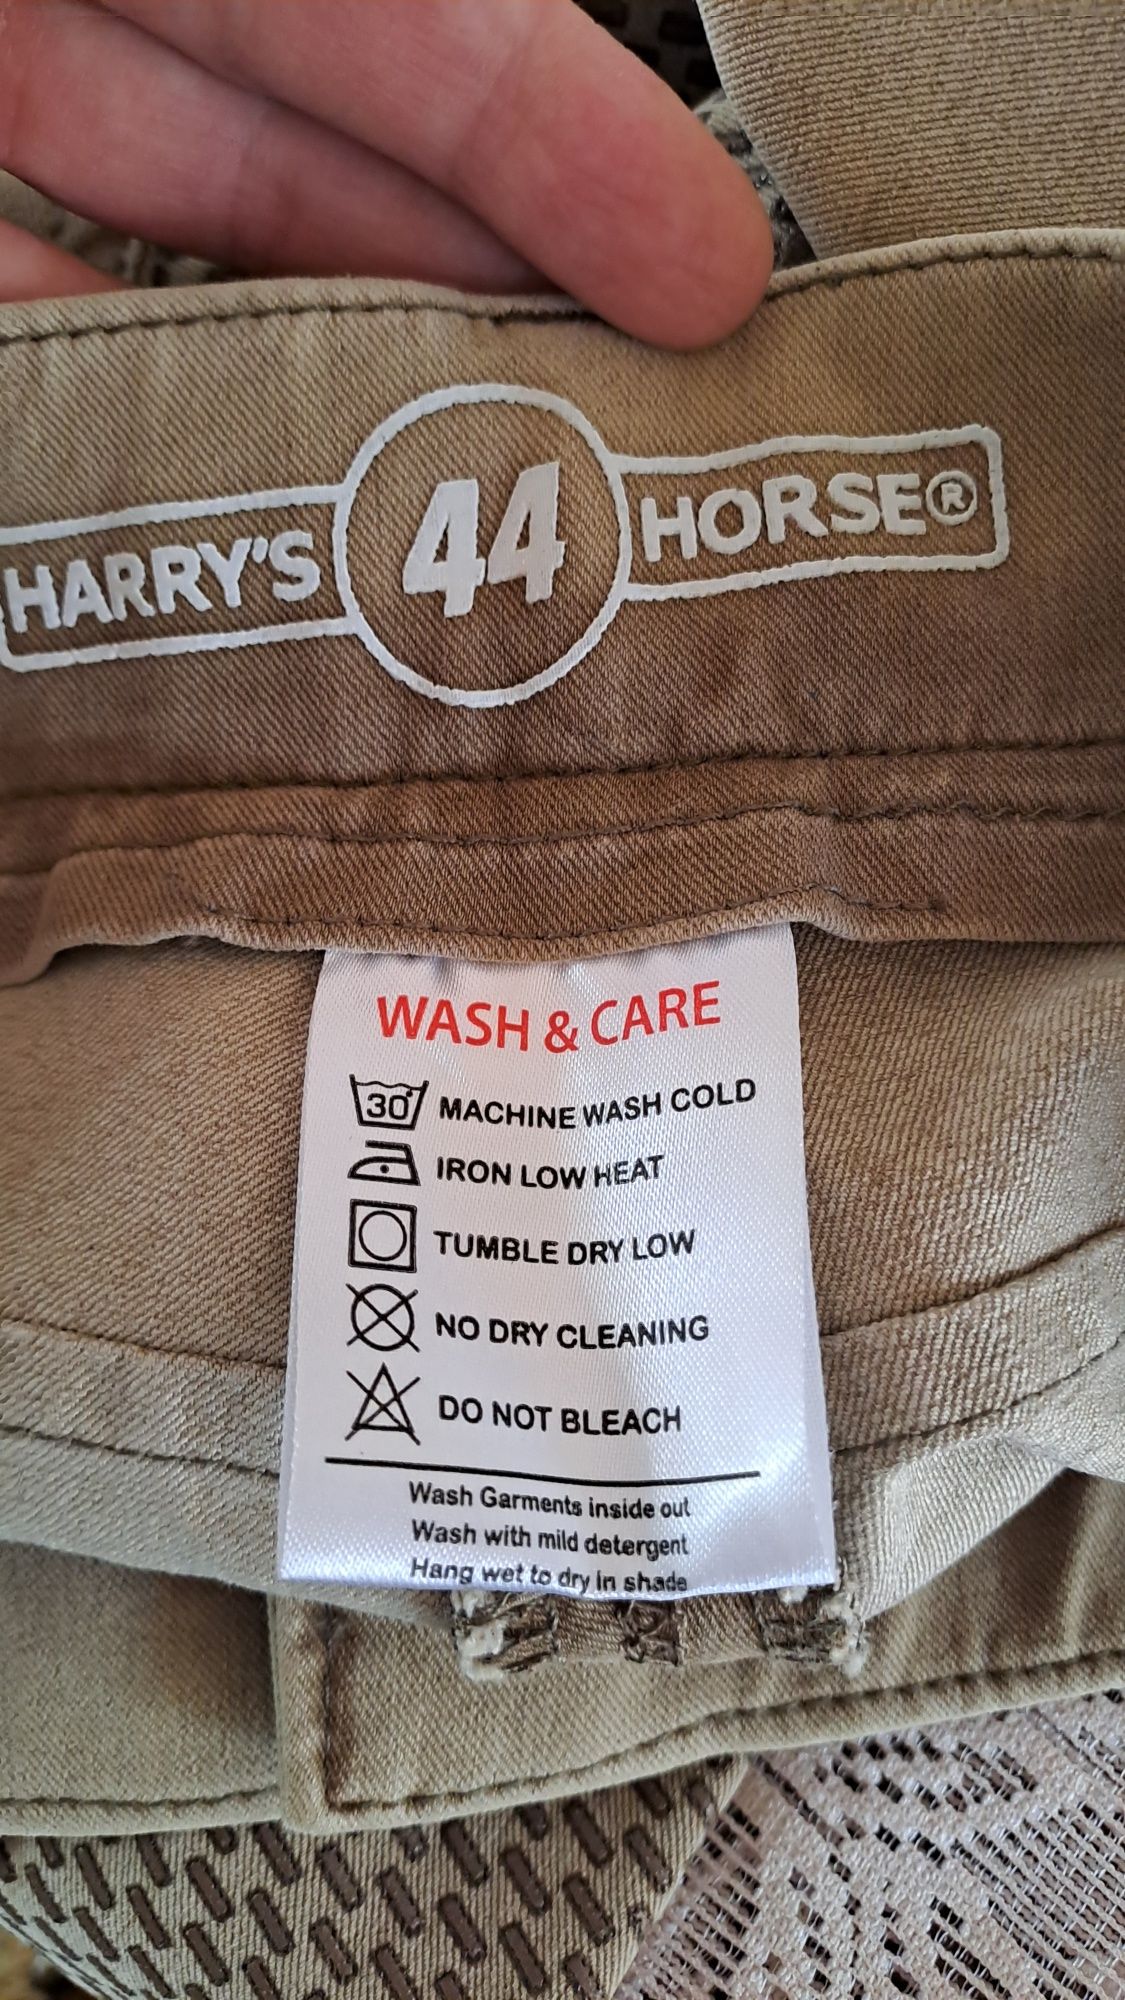 HARRY'S 44 HORSE®
WASH & CARE
30° MACHINE WASH COLD
IRON LOW HEAT
TUMBLE DRY LOW
NO DRY CLEANING
DO NOT BLEACH
Wash Garments inside out
Wash with mild detergent
Hang wet to dry in shade